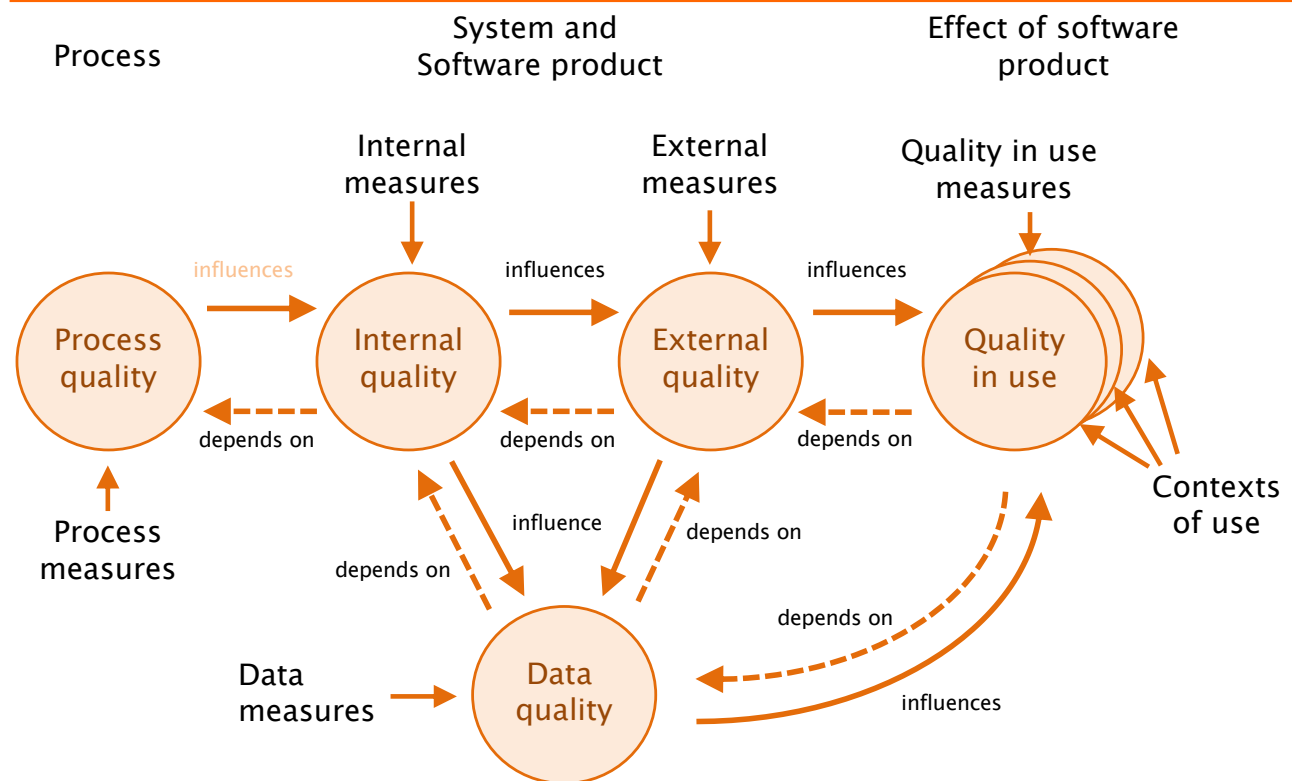 Process
System and
Software product
Effect of software
product
Internal
measures
External
measures
Quality in use
measures
influences
influences
influences
Process
quality
Internal
quality
External
quality
Quality
in use
depends on
depends on
depends on
Process
measures
Contexts
of use
influence
depends on
depends on
depends on
Data
measures
Data
quality
influences